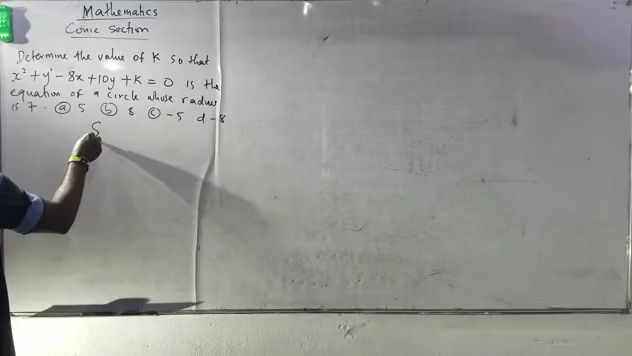 Mathematics
Conic Section
Determine the value of K so that
x² + y² - 8x + 10y + K = 0 is the
equation of a circle whose radius
is 7. ⓐ 5 ⓑ 8 ⓒ -5 d -8
S